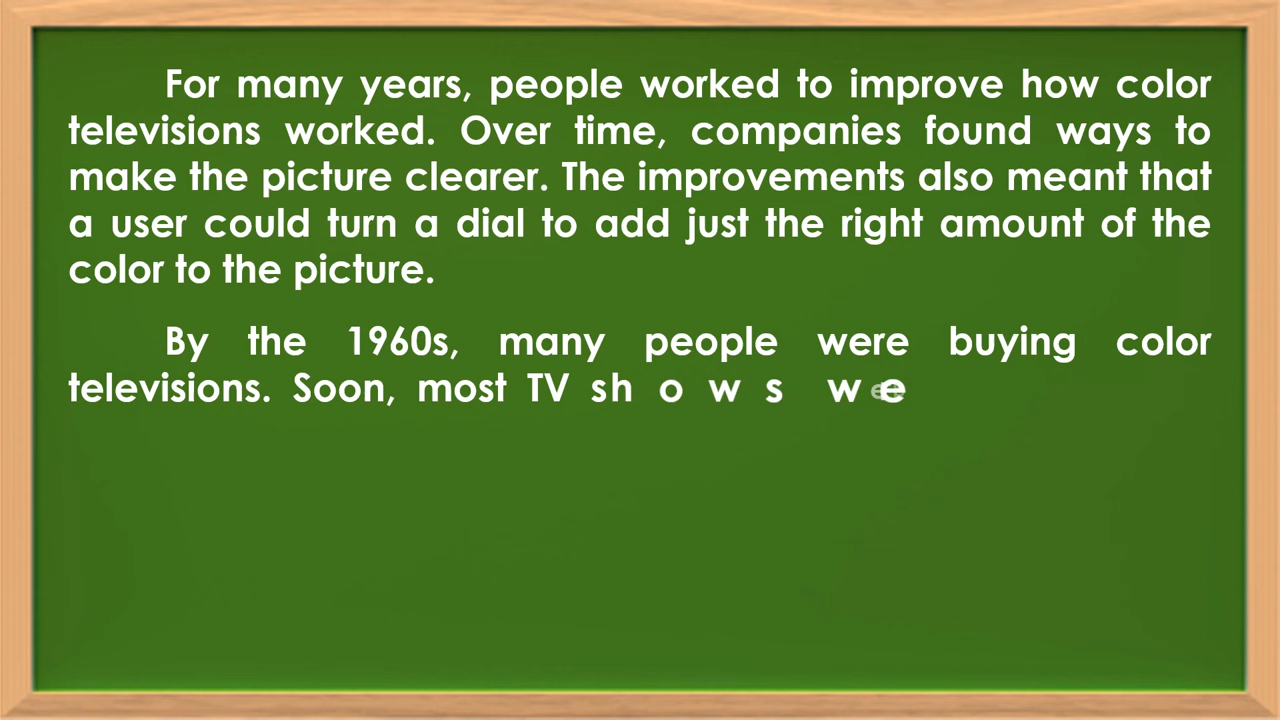 For many years, people worked to improve how color
televisions worked. Over time, companies found ways to
make the picture clearer. The improvements also meant that
a user could turn a dial to add just the right amount of the
color to the picture.
By the 1960s, many people were buying color
televisions. Soon, most TV shows